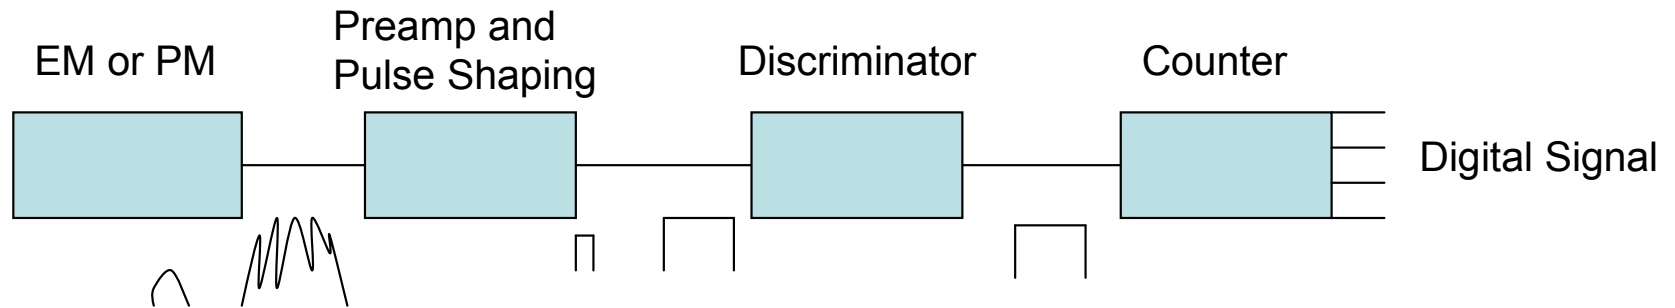 EM or PM
Preamp and
Pulse Shaping
Discriminator
Counter
Digital Signal